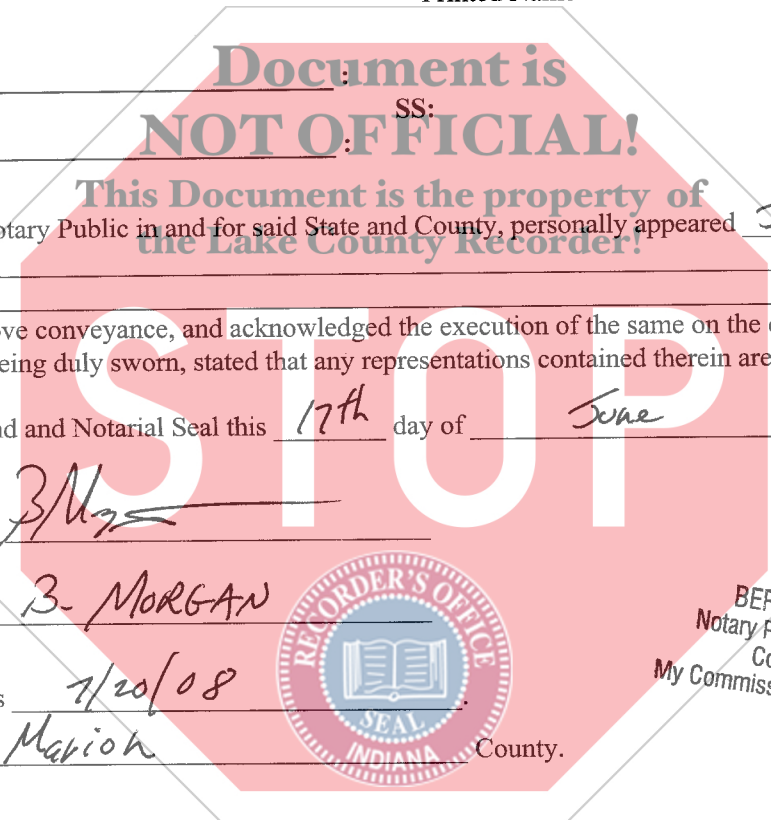 Document is
:
SS:
NOT OFFICIAL!
:
This Document is the property of
otary Public in and for said State and County, personally appeared
the Lake County Recorder!
ove conveyance, and acknowledged the execution of the same on the
eing duly sworn, stated that any representations contained therein are
STOP
nd and Notarial Seal this 17th day of June
B. MORGAN
BER
Notary P
Co
My Commiss
s 7/20/08.
RECORDER'S OFFICE
SEAL
INDIANA
Marion County.